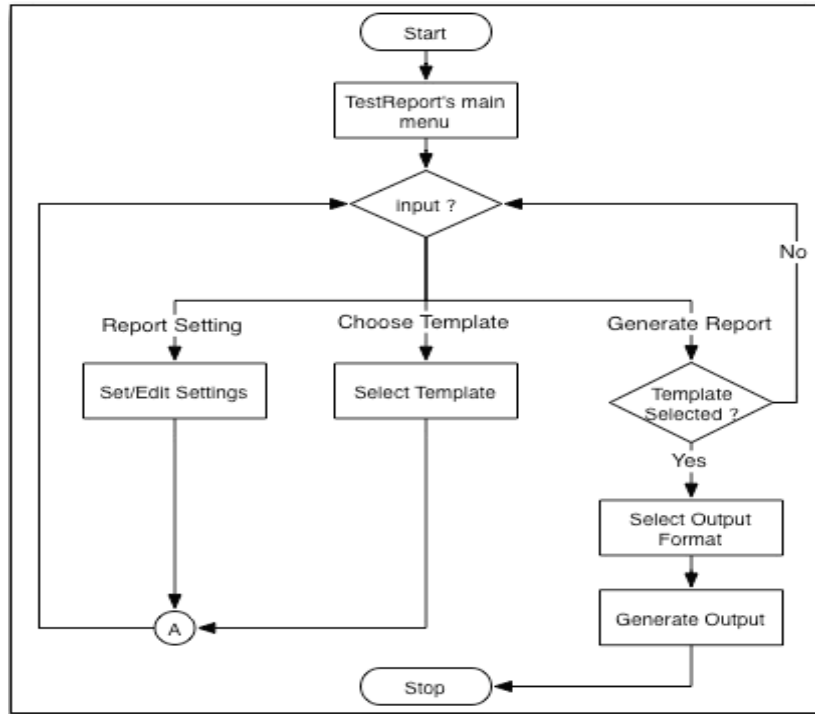 Start
TestReport's main
menu
input ?
No
Report Setting
Choose Template
Generate Report
Set/Edit Settings
Select Template
Template
Selected ?
Yes
Select Output
Format
Generate Output
A
Stop